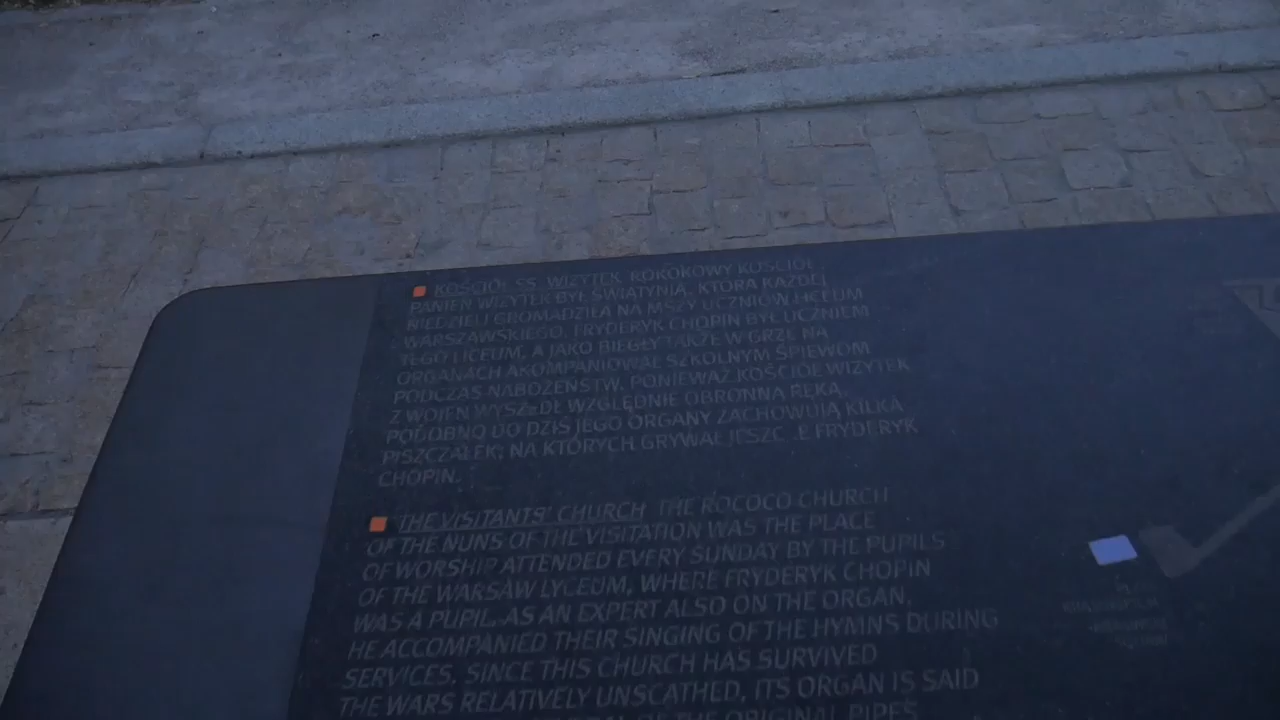 KOŚCIÓŁ SS. WIZYTEK ROKOKOWY KOŚCIÓŁ
PANIEN WIZYTEK BYŁ ŚWIĄTYNIĄ, KTÓRA KAŻDEJ
NIEDZIELI GROMADZIŁA NA MSZY UCZNIÓW LICEUM
WARSZAWSKIEGO. FRYDERYK CHOPIN BYŁ UCZNIEM
TEGO LICEUM, A JAKO BIEGŁY TAKŻE W GRZE NA
ORGANACH AKOMPANIOWAŁ SZKOLNYM ŚPIEWOM
PODCZAS NABOŻEŃSTW. PONIEWAŻ KOŚCIÓŁ WIZYTEK
Z WOJEN WYSZEDŁ WZGLĘDNIE OBRONNĄ RĘKĄ,
PODOBNO DO DZIŚ JEGO ORGANY ZACHOWUJĄ KILKA
PISZCZAŁEK, NA KTÓRYCH GRYWAŁ JESZCZE FRYDERYK
CHOPIN.
THE VISITANTS' CHURCH THE ROCOCO CHURCH
OF THE NUNS OF THE VISITATION WAS THE PLACE
OF WORSHIP ATTENDED EVERY SUNDAY BY THE PUPILS
OF THE WARSAW LYCEUM, WHERE FRYDERYK CHOPIN
WAS A PUPIL. AS AN EXPERT ALSO ON THE ORGAN,
HE ACCOMPANIED THEIR SINGING OF THE HYMNS DURING
SERVICES. SINCE THIS CHURCH HAS SURVIVED
THE WARS RELATIVELY UNSCATHED, ITS ORGAN IS SAID
OF THE ORIGINAL PIPES